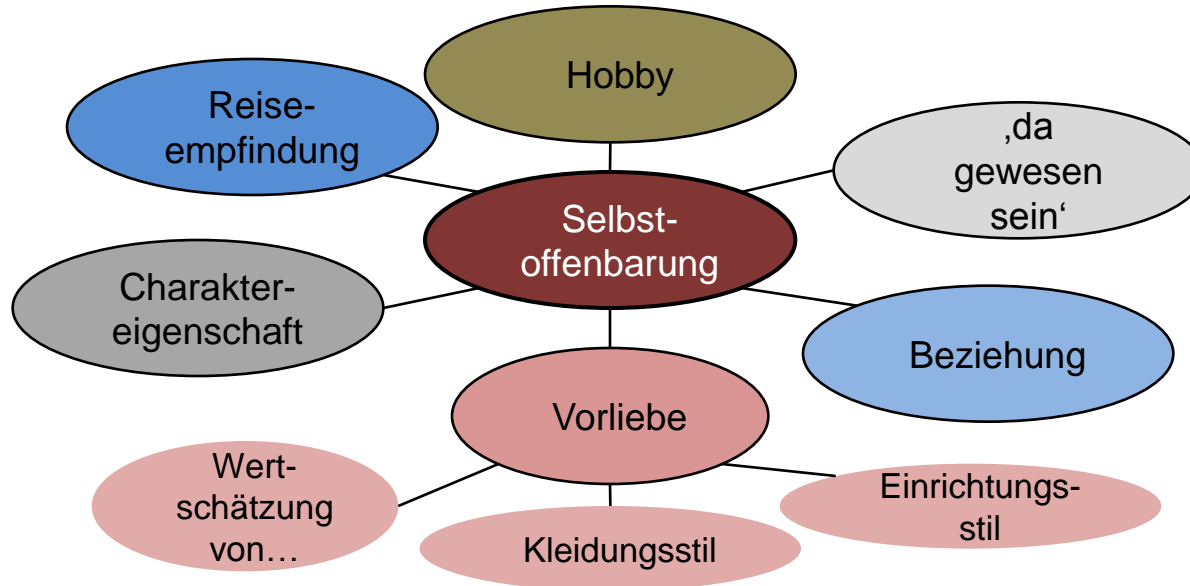 Hobby
Reise-
empfindung
‚da
gewesen
sein‘
Selbst-
offenbarung
Charakter-
eigenschaft
Beziehung
Vorliebe
Wert-
schätzung
von…
Kleidungsstil
Einrichtungs-
stil